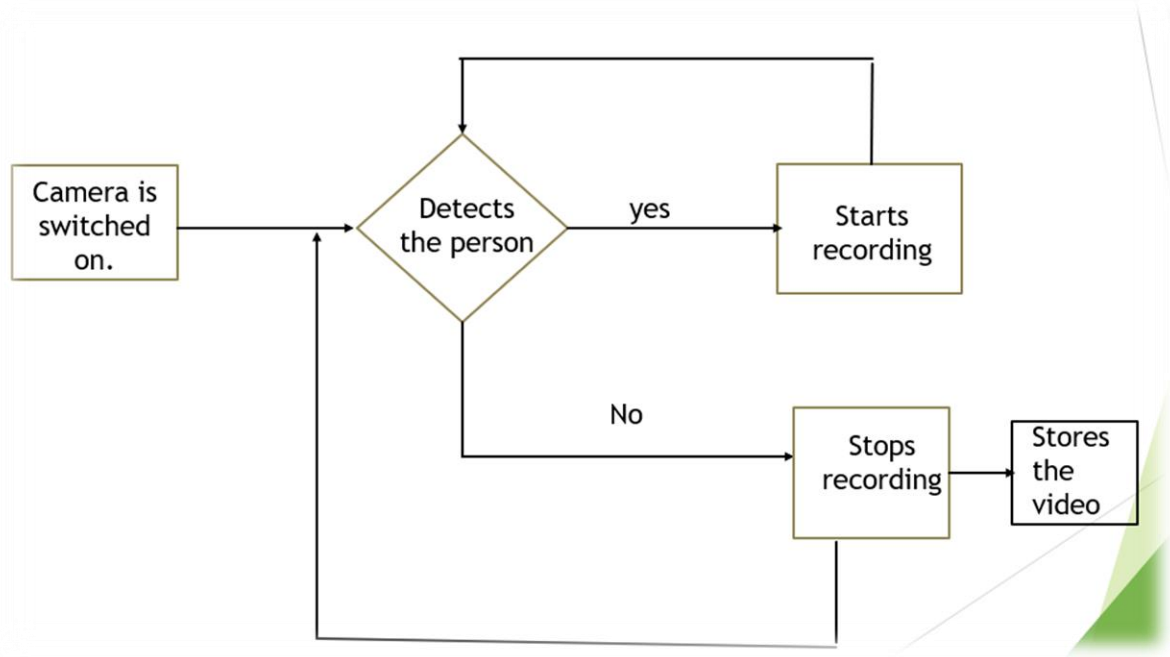 Camera is
switched
on.
Detects
the person
yes
Starts
recording
No
Stops
recording
Stores
the
video